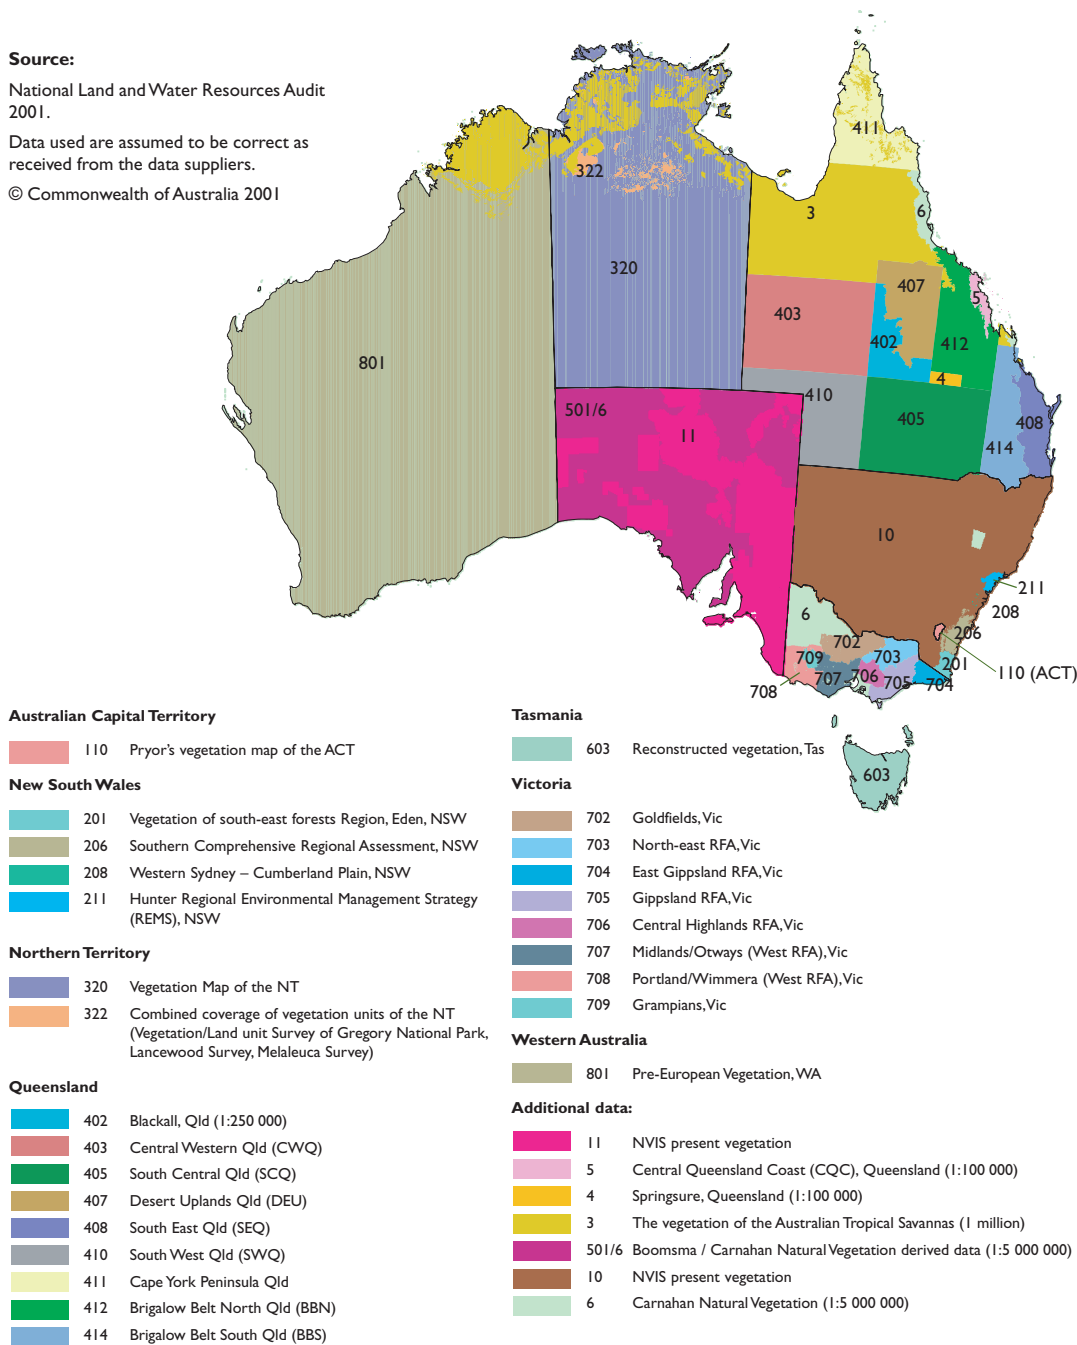 Source:
National Land and Water Resources Audit
2001.
Data used are assumed to be correct as
received from the data suppliers.
© Commonwealth of Australia 2001
411
322
3
6
320
407
5
403
402
412
801
4
410
501/6
405
408
11
414
10
211
208
6
206
702
709
703
201
110 (ACT)
706
707
705
704
708
603
Australian Capital Territory
110 Pryor's vegetation map of the ACT
New South Wales
201 Vegetation of south-east forests Region, Eden, NSW
206 Southern Comprehensive Regional Assessment, NSW
208 Western Sydney – Cumberland Plain, NSW
211 Hunter Regional Environmental Management Strategy
(REMS), NSW
Northern Territory
320 Vegetation Map of the NT
322 Combined coverage of vegetation units of the NT
(Vegetation/Land unit Survey of Gregory National Park,
Lancewood Survey, Melaleuca Survey)
Queensland
402 Blackall, Qld (1:250 000)
403 Central Western Qld (CWQ)
405 South Central Qld (SCQ)
407 Desert Uplands Qld (DEU)
408 South East Qld (SEQ)
410 South West Qld (SWQ)
411 Cape York Peninsula Qld
412 Brigalow Belt North Qld (BBN)
414 Brigalow Belt South Qld (BBS)
Tasmania
603 Reconstructed vegetation, Tas
Victoria
702 Goldfields, Vic
703 North-east RFA, Vic
704 East Gippsland RFA, Vic
705 Gippsland RFA, Vic
706 Central Highlands RFA, Vic
707 Midlands/Otways (West RFA), Vic
708 Portland/Wimmera (West RFA), Vic
709 Grampians, Vic
Western Australia
801 Pre-European Vegetation, WA
Additional data:
11 NVIS present vegetation
5 Central Queensland Coast (CQC), Queensland (1:100 000)
4 Springsure, Queensland (1:100 000)
3 The vegetation of the Australian Tropical Savannas (1 million)
501/6 Boomsma / Carnahan Natural Vegetation derived data (1:5 000 000)
10 NVIS present vegetation
6 Carnahan Natural Vegetation (1:5 000 000)